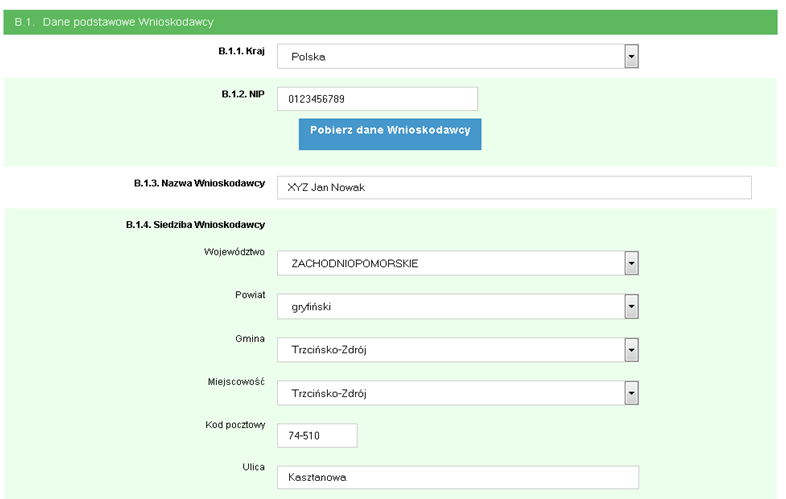 B.1. Dane podstawowe Wnioskodawcy
B.1.1. Kraj Polska
B.1.2. NIP 0123456789
Pobierz dane Wnioskodawcy
B.1.3. Nazwa Wnioskodawcy XYZ Jan Nowak
B.1.4. Siedziba Wnioskodawcy
Województwo ZACHODNIOPOMORSKIE
Powiat gryfiński
Gmina Trzcińsko-Zdrój
Miejscowość Trzcińsko-Zdrój
Kod pocztowy 74-510
Ulica Kasztanowa